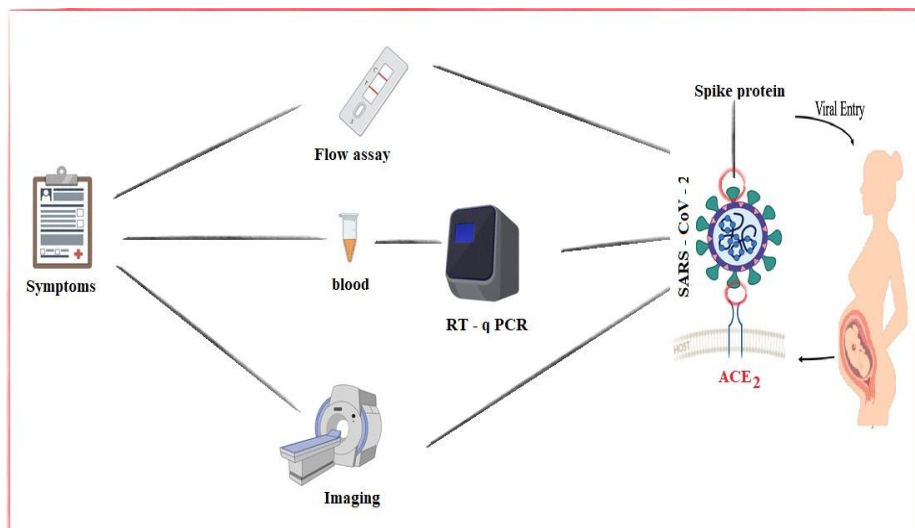 Spike protein
Viral Entry
Flow assay
SARS - CoV - 2
Symptoms
blood
RT - q PCR
HOST
ACE2
Imaging